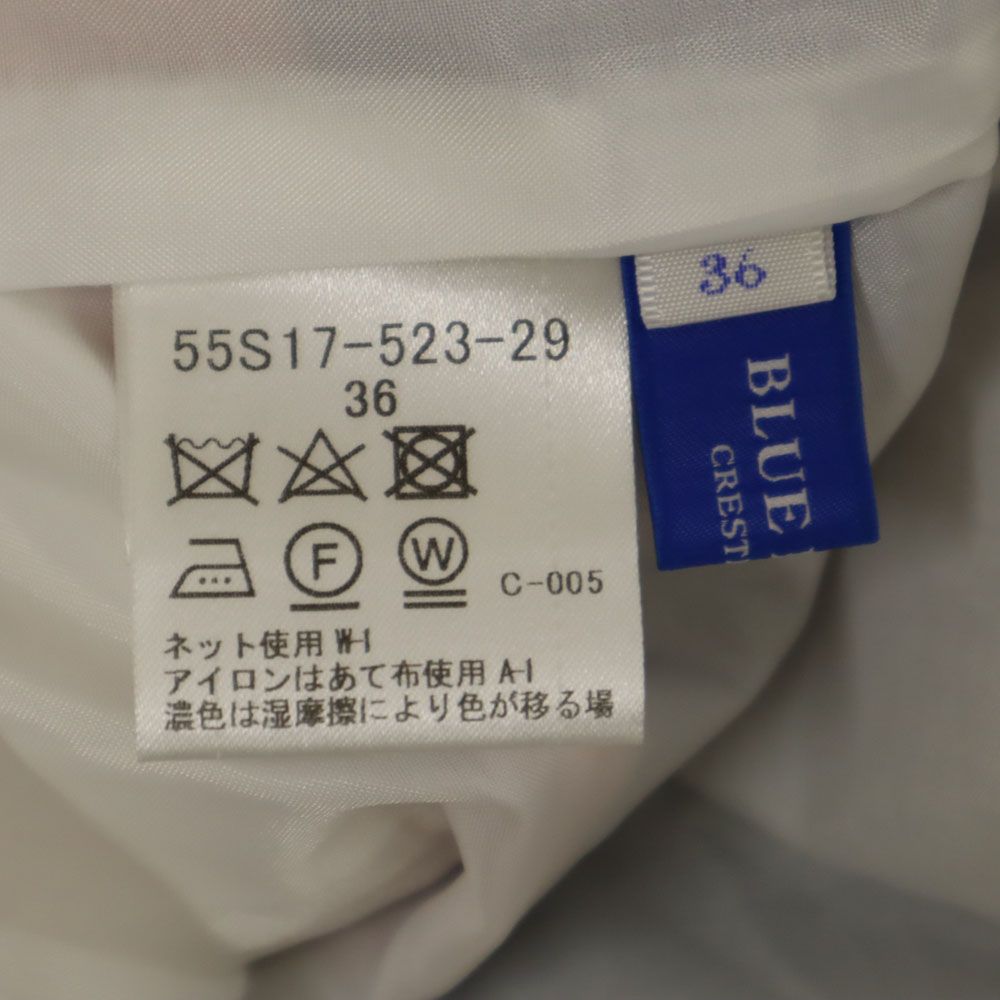 55S17-523-29
36
F
W
C-005
ネット使用 W-I
アイロンはあて布使用 A-I
濃色は湿摩擦により色が移る場
36
BLUE